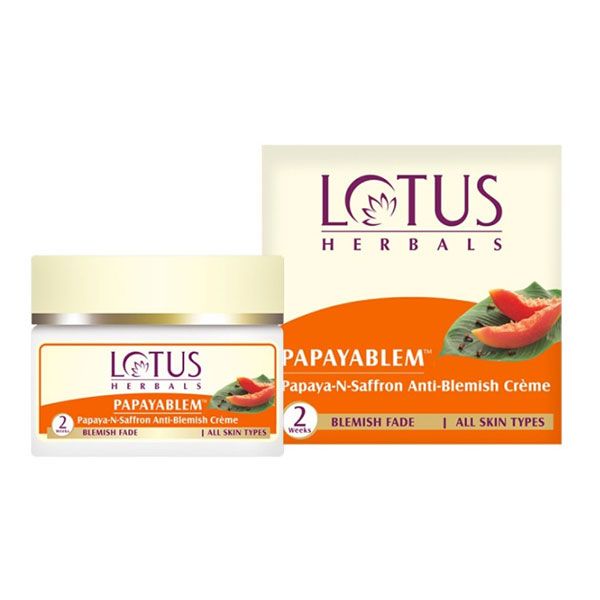 LOTUS
HERBALS
PAPAYABLEM™
Papaya-N-Saffron Anti-Blemish Crème
2
Weeks
BLEMISH FADE | ALL SKIN TYPES
LOTUS
HERBALS
PAPAYABLEM™
Papaya-N-Saffron Anti-Blemish Crème
2
Weeks
BLEMISH FADE | ALL SKIN TYPES